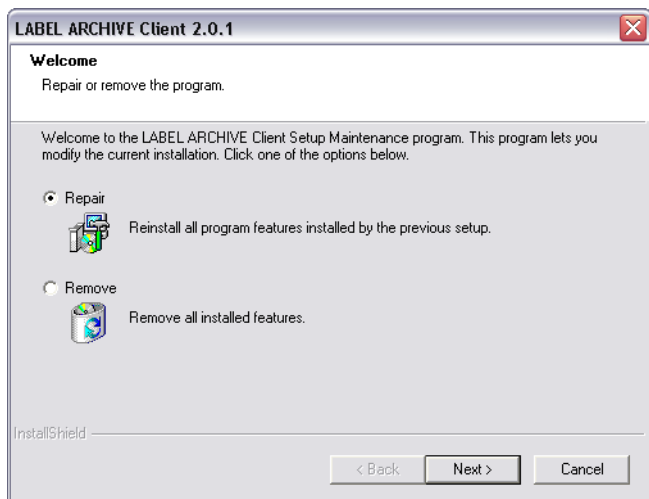 LABEL ARCHIVE Client 2.0.1
Welcome
Repair or remove the program.
Welcome to the LABEL ARCHIVE Client Setup Maintenance program. This program lets you
modify the current installation. Click one of the options below.
Repair
Reinstall all program features installed by the previous setup.
Remove
Remove all installed features.
InstallShield
< Back Next > Cancel